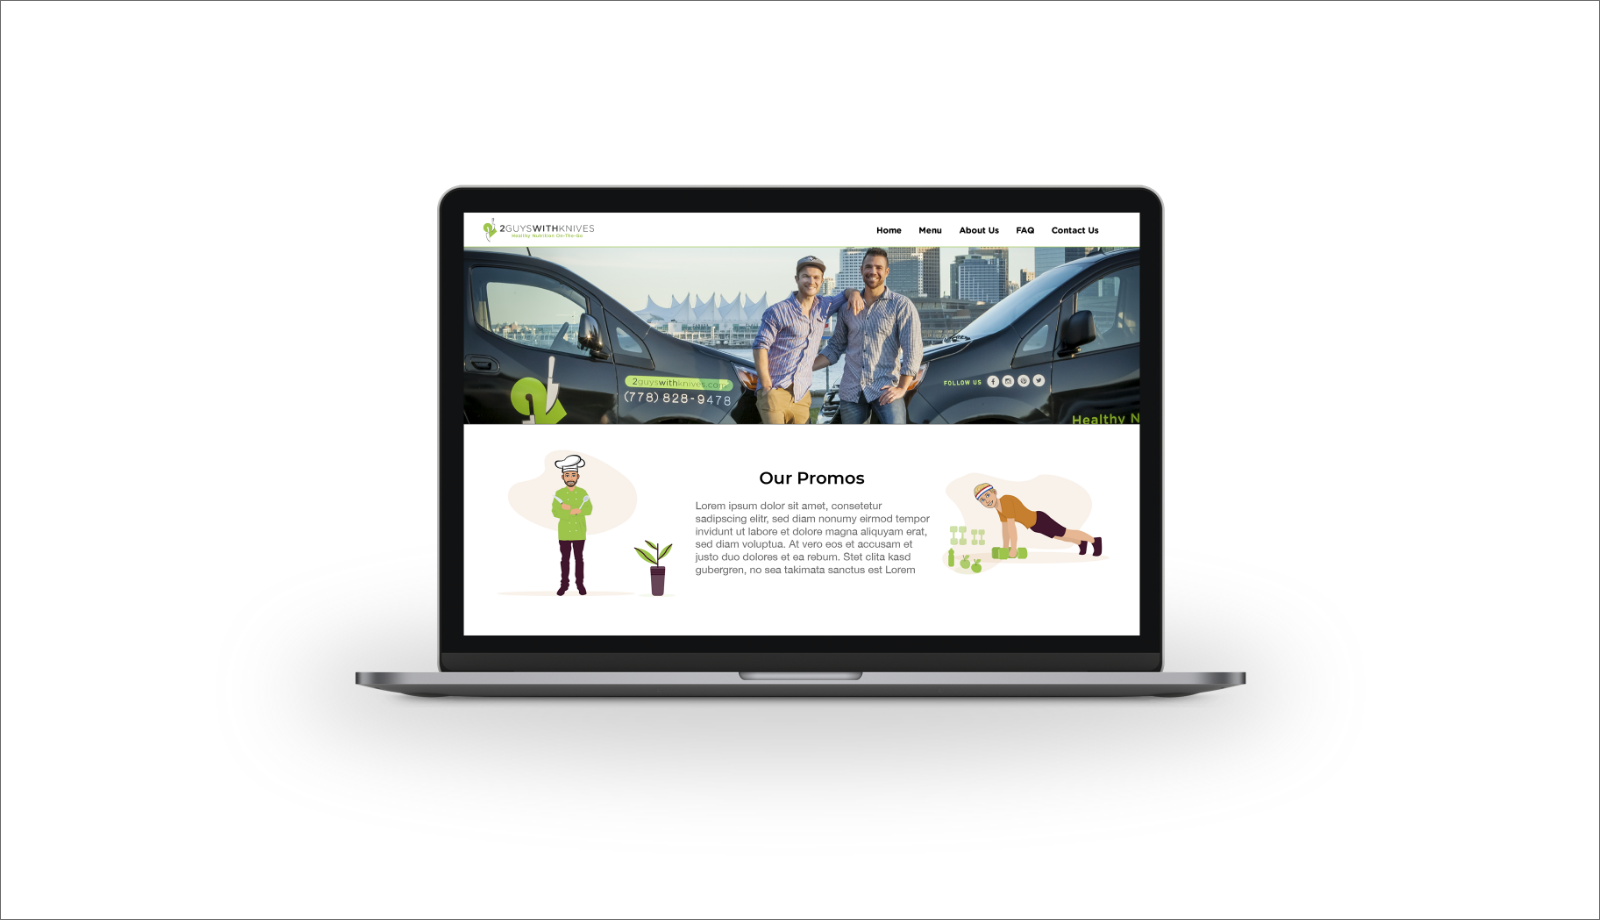 2GUYSWITHKNIVES
Healthy Nutrition On-The-Go
Home Menu About Us FAQ Contact Us
2guyswithknives.com
(778) 828-9478
FOLLOW US
Healthy N
Our Promos
Lorem ipsum dolor sit amet, consetetur
sadipscing elitr, sed diam nonumy eirmod tempor
invidunt ut labore et dolore magna aliquyam erat,
sed diam voluptua. At vero eos et accusam et
justo duo dolores et ea rebum. Stet clita kasd
gubergren, no sea takimata sanctus est Lorem